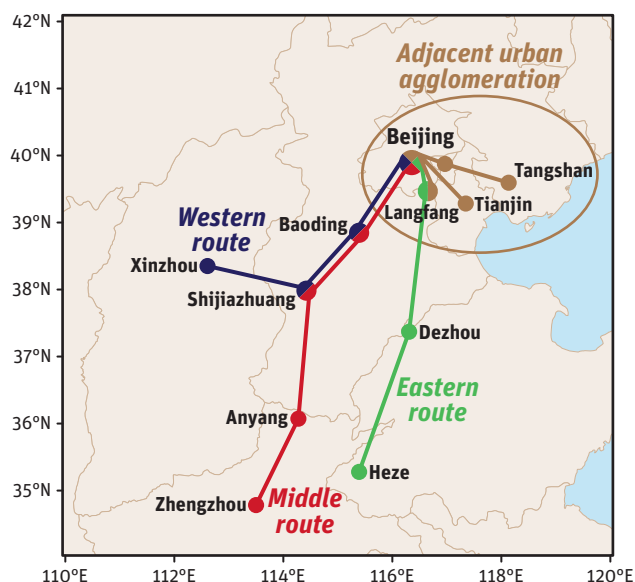 42°N
41°N
40°N
39°N
38°N
37°N
36°N
35°N
Adjacent urban
agglomeration
Beijing
Tangshan
Langfang
Tianjin
Baoding
Western
route
Xinzhou
Shijiazhuang
Dezhou
Eastern
route
Anyang
Heze
Zhengzhou
Middle
route
110°E
112°E
114°E
116°E
118°E
120°E